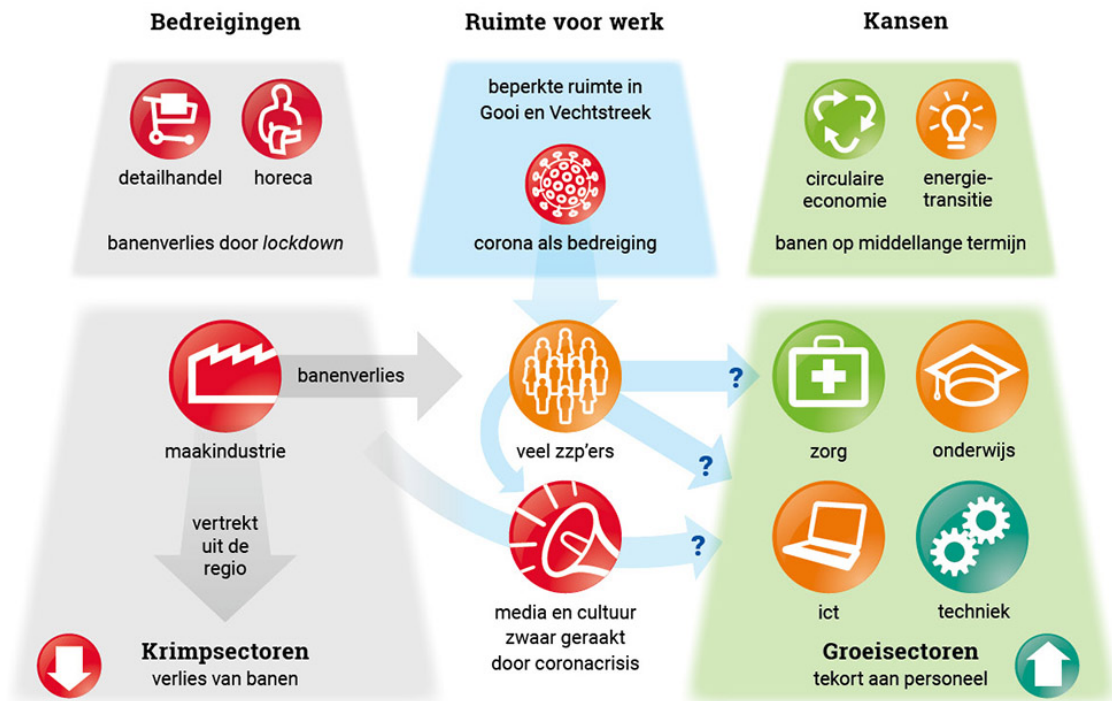 Bedreigingen
detailhandel
horeca
banenverlies door lockdown
maakindustrie
banenverlies
vertrekt
uit de
regio
Krimpsectoren
verlies van banen
Ruimte voor werk
beperkte ruimte in
Gooi en Vechtstreek
corona als bedreiging
veel zzp'ers
media en cultuur
zwaar geraakt
door coronacrisis
?
?
?
Kansen
circulaire
economie
energie-
transitie
banen op middellange termijn
zorg
onderwijs
ict
techniek
Groeisectoren
tekort aan personeel